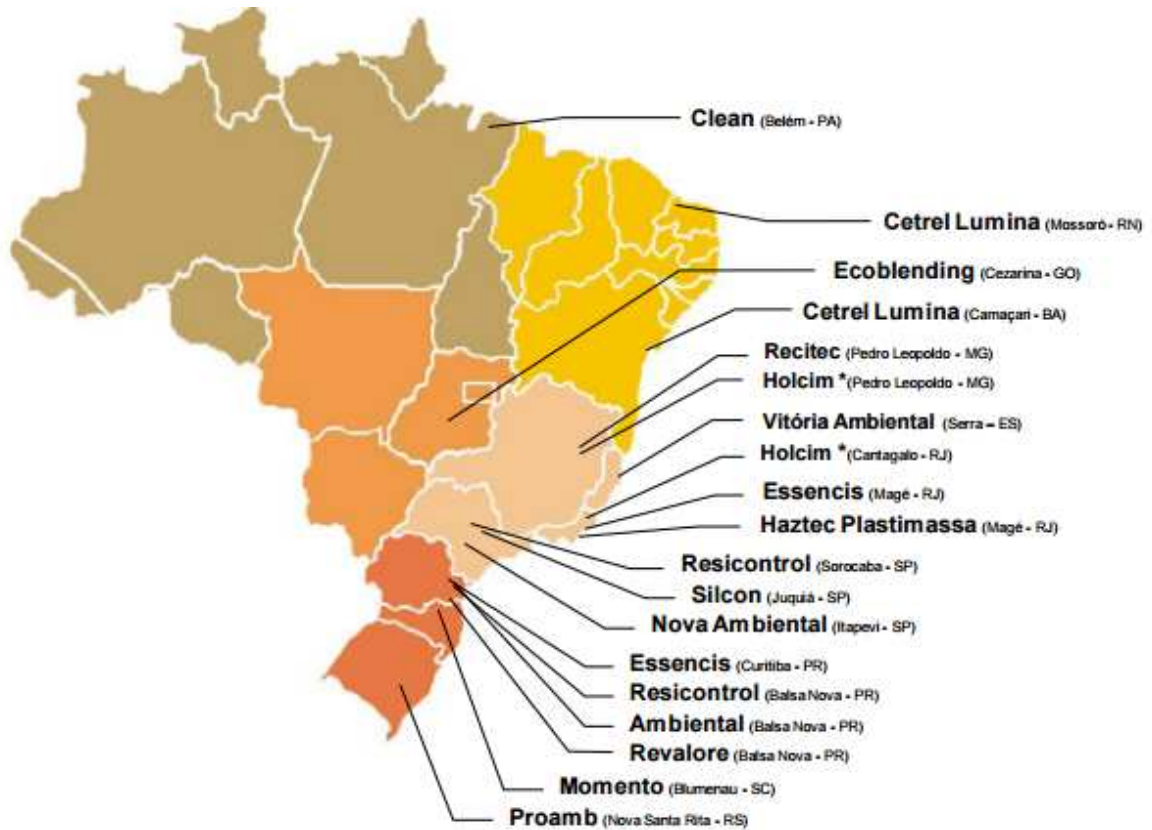 Clean (Belém - PA)
Cetrel Lumina (Mossoró - RN)
Ecoblending (Cezarina - GO)
Cetrel Lumina (Camaçari - BA)
Recitec (Pedro Leopoldo - MG)
Holcim *(Pedro Leopoldo - MG)
Vitória Ambiental (Serra – ES)
Holcim *(Cantagalo - RJ)
Essencis (Magé - RJ)
Haztec Plastimassa (Magé - RJ)
Resicontrol (Sorocaba - SP)
Silcon (Juquiá - SP)
Nova Ambiental (Itapevi - SP)
Essencis (Curitiba - PR)
Resicontrol (Balsa Nova - PR)
Ambiental (Balsa Nova - PR)
Revalore (Balsa Nova - PR)
Momento (Blumenau - SC)
Proamb (Nova Santa Rita - RS)